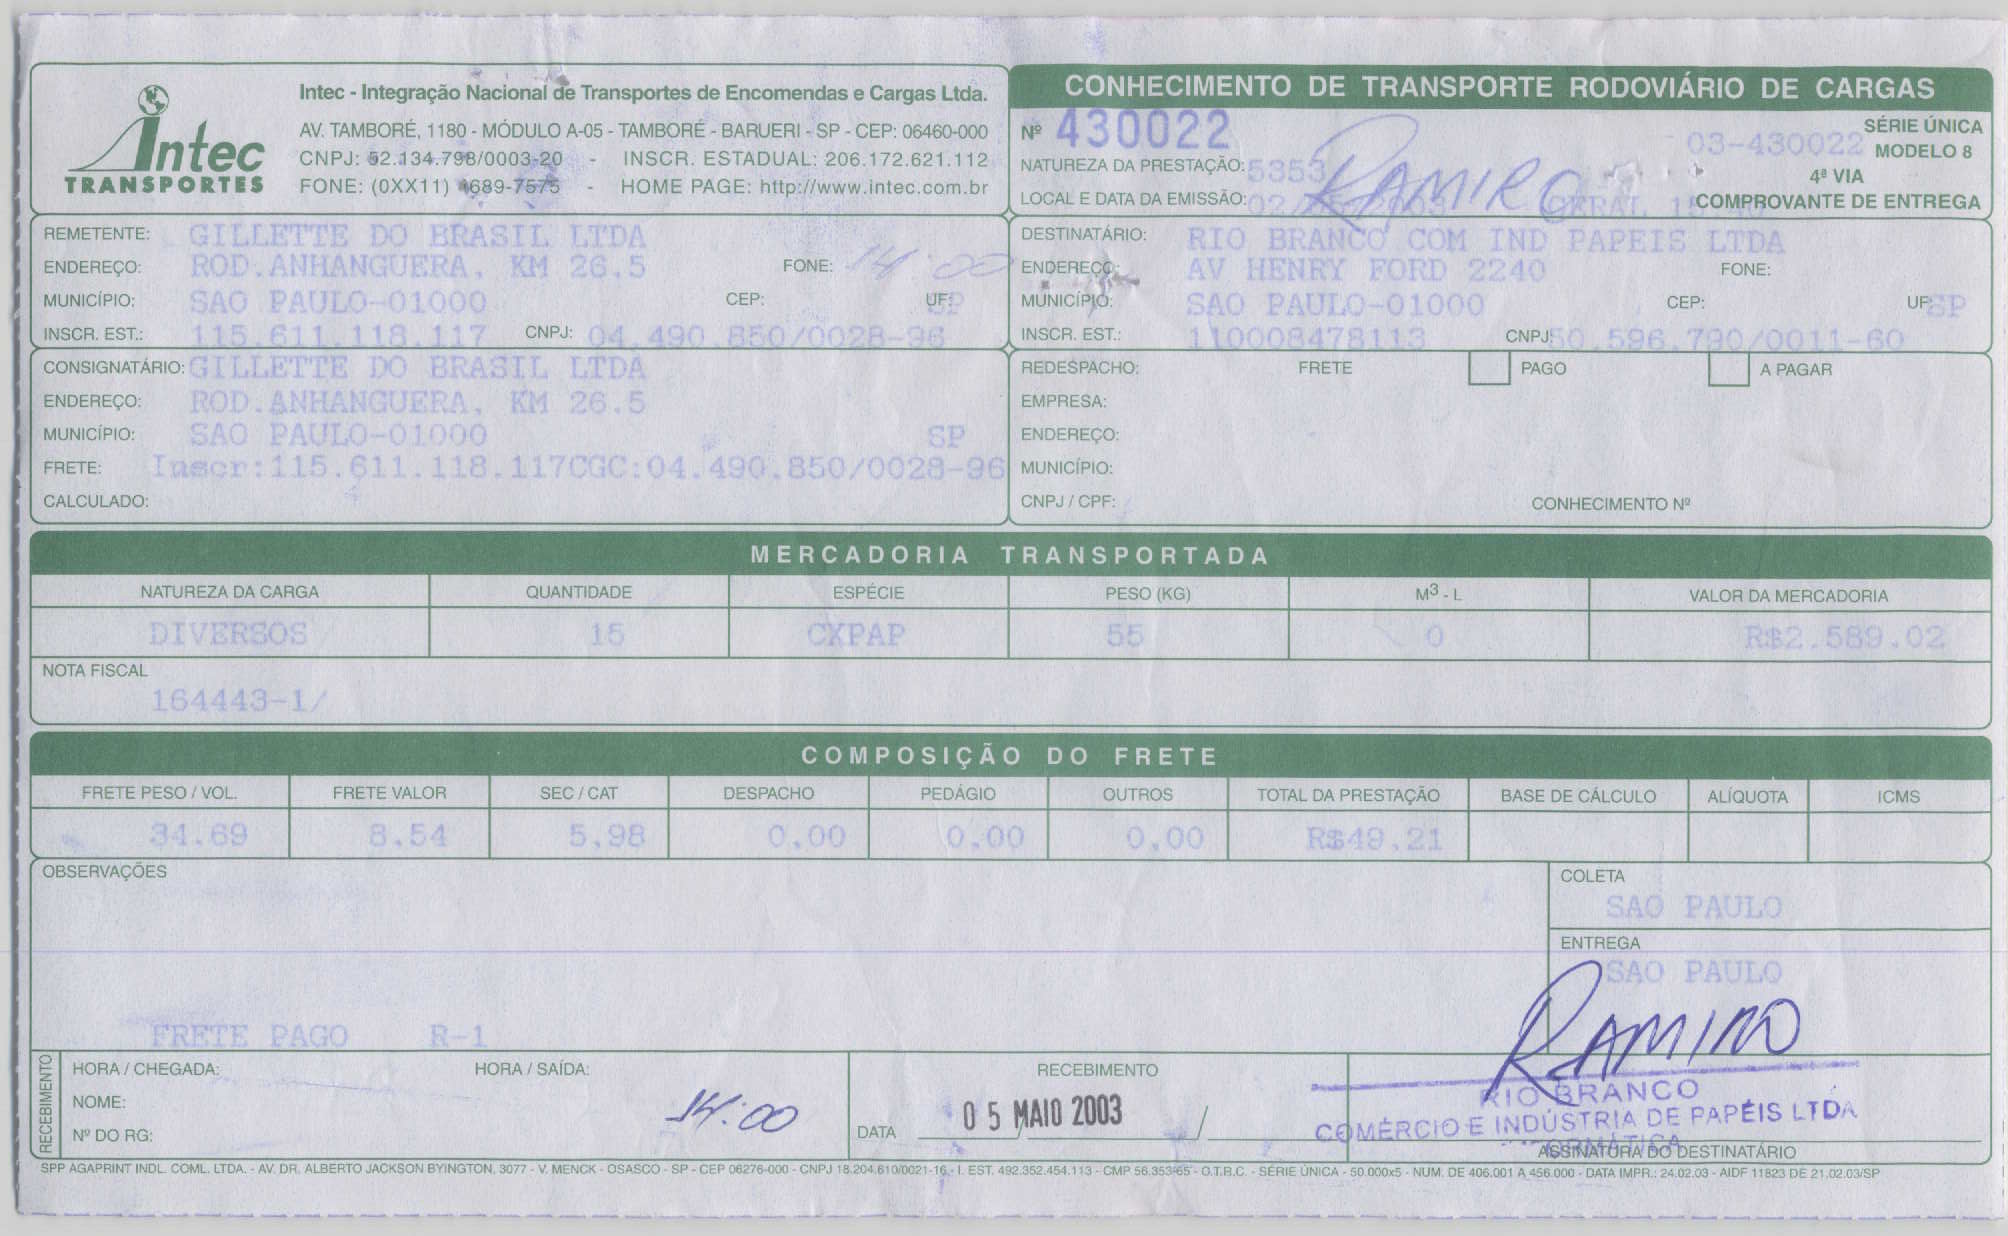 Intec
TRANSPORTES
Intec - Integração Nacional de Transportes de Encomendas e Cargas Ltda.
AV. TAMBORÉ, 1180 - MÓDULO A-05 - TAMBORÉ - BARUERI - SP - CEP: 06460-000
CNPJ: 52.134.798/0003-20 - INSCR. ESTADUAL: 206.172.621.112
FONE: (0XX11) 4689-7575 - HOME PAGE: http://www.intec.com.br
CONHECIMENTO DE TRANSPORTE RODOVIÁRIO DE CARGAS
Nº 430022
03-430022 SÉRIE ÚNICA
MODELO 8
NATUREZA DA PRESTAÇÃO: 5353
RAMIRO
4ª VIA
LOCAL E DATA DA EMISSÃO: GERAL
COMPROVANTE DE ENTREGA
REMETENTE: GILLETTE DO BRASIL LTDA
ENDEREÇO: ROD.ANHANGUERA, KM 26.5 FONE: 14:00
MUNICÍPIO: SAO PAULO-01000 CEP: UF: SP
INSCR. EST.: 115.611.118.117 CNPJ: 04.490.850/0028-96
DESTINATÁRIO: RIO BRANCO COM IND PAPEIS LTDA
ENDEREÇO: AV HENRY FORD 2240 FONE:
MUNICÍPIO: SAO PAULO-01000 CEP: UF: SP
INSCR. EST.: 110008478113 CNPJ: 50.596.790/0011-60
CONSIGNATÁRIO: GILLETTE DO BRASIL LTDA
ENDEREÇO: ROD.ANHANGUERA, KM 26.5
MUNICÍPIO: SAO PAULO-01000 SP
FRETE: Inscr:115.611.118.117CGC:04.490.850/0028-96
CALCULADO:
REDESPACHO: FRETE PAGO A PAGAR
EMPRESA:
ENDEREÇO:
MUNICÍPIO:
CNPJ / CPF: CONHECIMENTO Nº
MERCADORIA TRANSPORTADA
NATUREZA DA CARGA QUANTIDADE ESPÉCIE PESO (KG) M3 - L VALOR DA MERCADORIA
DIVERSOS 15 CXPAP 55 0 R$2.589.02
NOTA FISCAL
164443-1/
COMPOSIÇÃO DO FRETE
FRETE PESO / VOL. FRETE VALOR SEC / CAT DESPACHO PEDÁGIO OUTROS TOTAL DA PRESTAÇÃO BASE DE CÁLCULO ALÍQUOTA ICMS
34.69 8.54 5.98 0.00 0.00 0.00 R$49.21
OBSERVAÇÕES
COLETA
SAO PAULO
ENTREGA
SAO PAULO
FRETE PAGO R-1
RAMIRO
RECEBIMENTO
HORA / CHEGADA: HORA / SAÍDA:
NOME: 14:00
Nº DO RG:
RECEBIMENTO
DATA 05 MAIO 2003
RIO BRANCO
COMÉRCIO E INDÚSTRIA DE PAPÉIS LTDA
ASSINATURA DO DESTINATÁRIO
SPP AGAPRINT INDL. COML. LTDA. - AV. DR. ALBERTO JACKSON BYINGTON, 3077 - V. MENCK - OSASCO - SP - CEP 06276-000 - CNPJ 18.204.610/0021-16 - I. EST. 492.352.454.113 - CMP 56.353-65 - O.T.R.C. - SÉRIE ÚNICA - 50.000x5 - NUM. DE 406.001 A 456.000 - DATA IMPR.: 24.02.03 - AIDF 11823 DE 21.02.03/SP